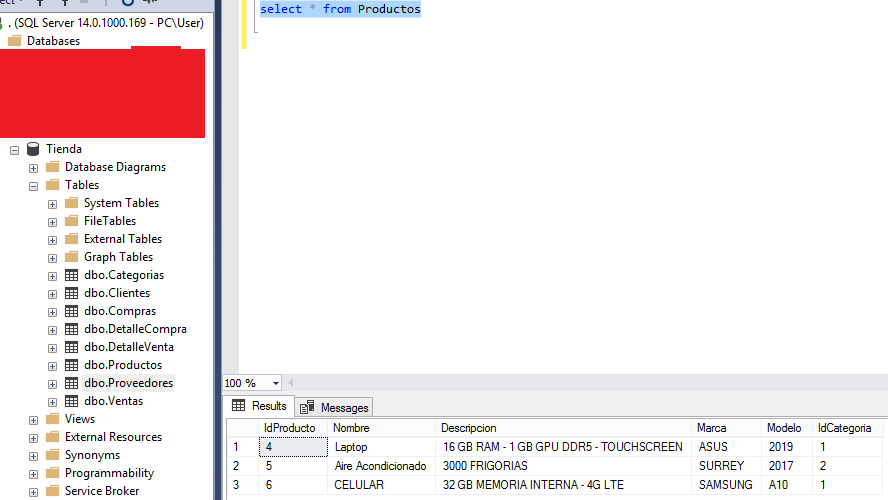 select * from Productos
. (SQL Server 14.0.1000.169 - PC\User)
Databases
Tienda
Database Diagrams
Tables
System Tables
FileTables
External Tables
Graph Tables
dbo.Categorias
dbo.Clientes
dbo.Compras
dbo.DetalleCompra
dbo.DetalleVenta
dbo.Productos
dbo.Proveedores
dbo.Ventas
Views
External Resources
Synonyms
Programmability
Service Broker
100 %
Results Messages
IdProducto Nombre Descripcion Marca Modelo IdCategoria
1 4 Laptop 16 GB RAM - 1 GB GPU DDR5 - TOUCHSCREEN ASUS 2019 1
2 5 Aire Acondicionado 3000 FRIGORIAS SURREY 2017 2
3 6 CELULAR 32 GB MEMORIA INTERNA - 4G LTE SAMSUNG A10 1